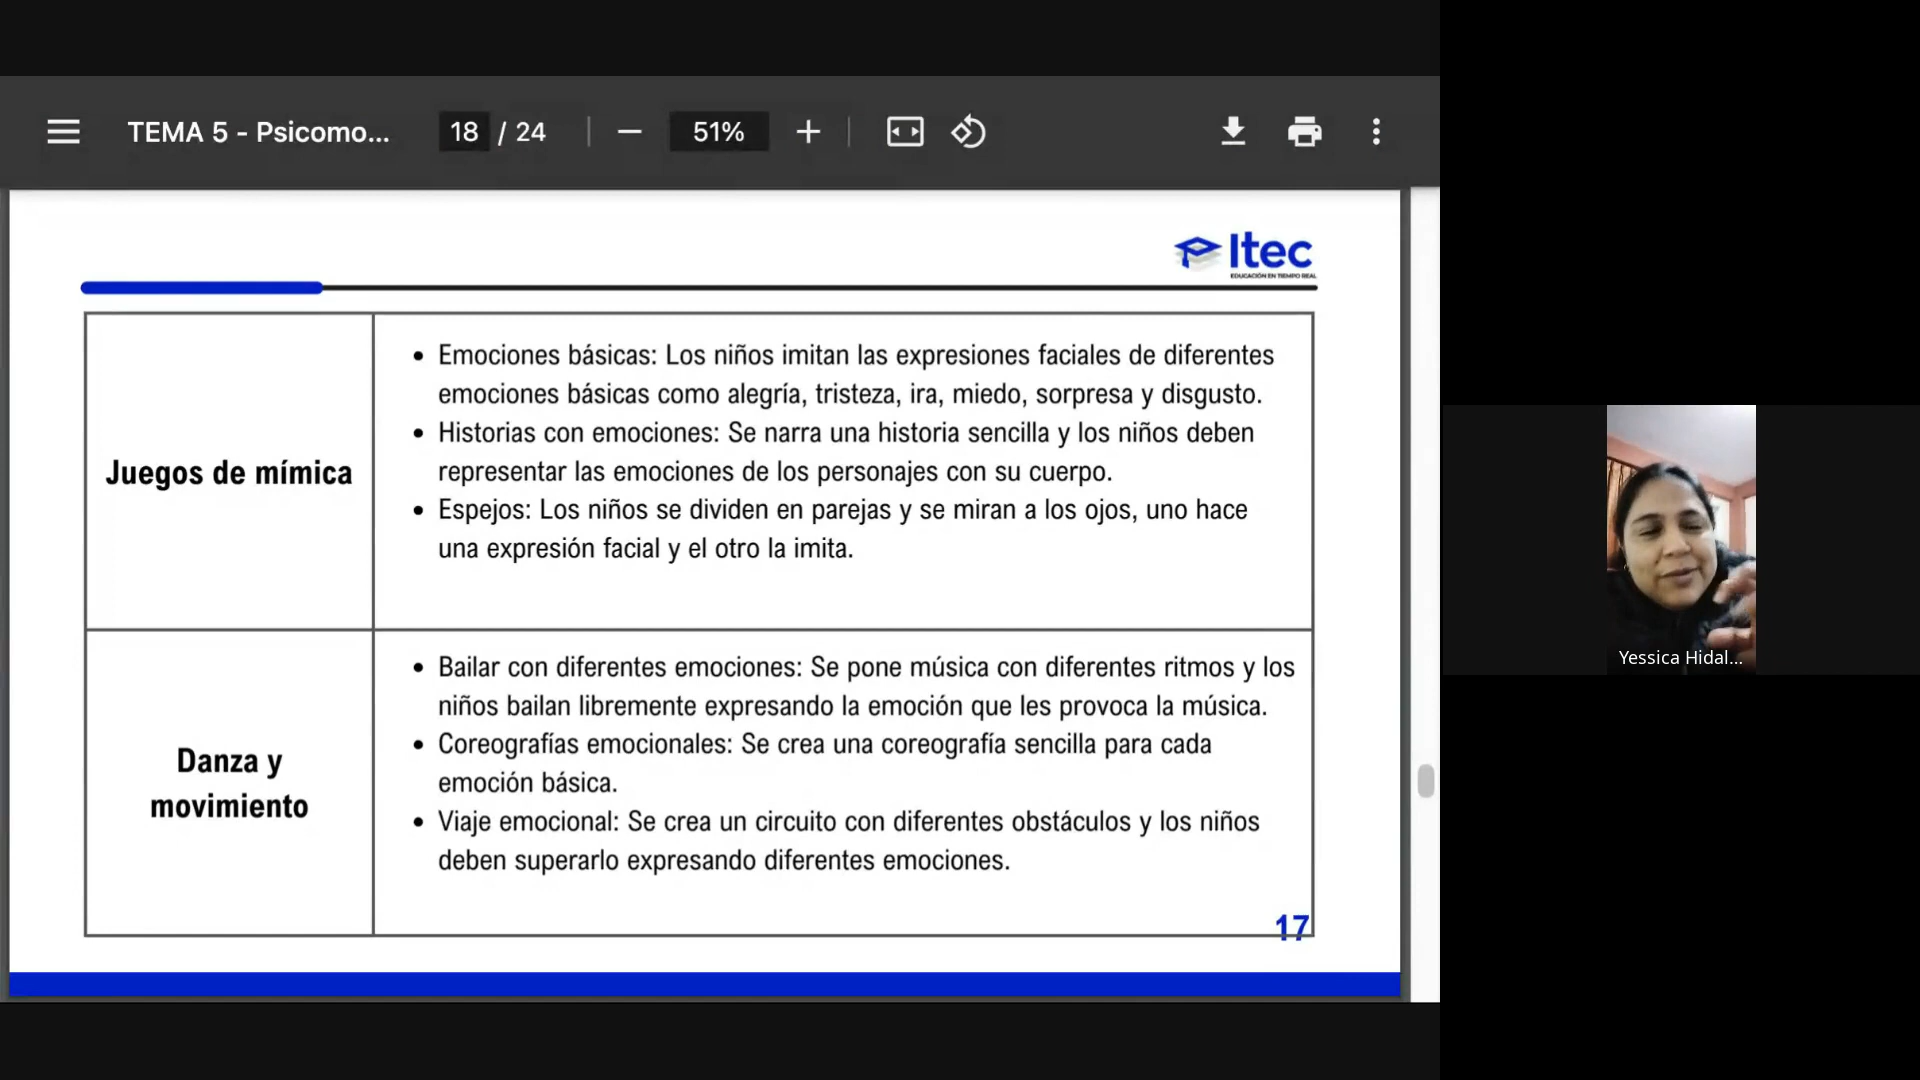 TEMA 5 - Psicomo... 18 / 24 51%
Itec
EDUCACIÓN EN TIEMPO REAL
Juegos de mímica
• Emociones básicas: Los niños imitan las expresiones faciales de diferentes
emociones básicas como alegría, tristeza, ira, miedo, sorpresa y disgusto.
• Historias con emociones: Se narra una historia sencilla y los niños deben
representar las emociones de los personajes con su cuerpo.
• Espejos: Los niños se dividen en parejas y se miran a los ojos, uno hace
una expresión facial y el otro la imita.
Danza y
movimiento
• Bailar con diferentes emociones: Se pone música con diferentes ritmos y los
niños bailan libremente expresando la emoción que les provoca la música.
• Coreografías emocionales: Se crea una coreografía sencilla para cada
emoción básica.
• Viaje emocional: Se crea un circuito con diferentes obstáculos y los niños
deben superarlo expresando diferentes emociones.
17
Yessica Hidal...